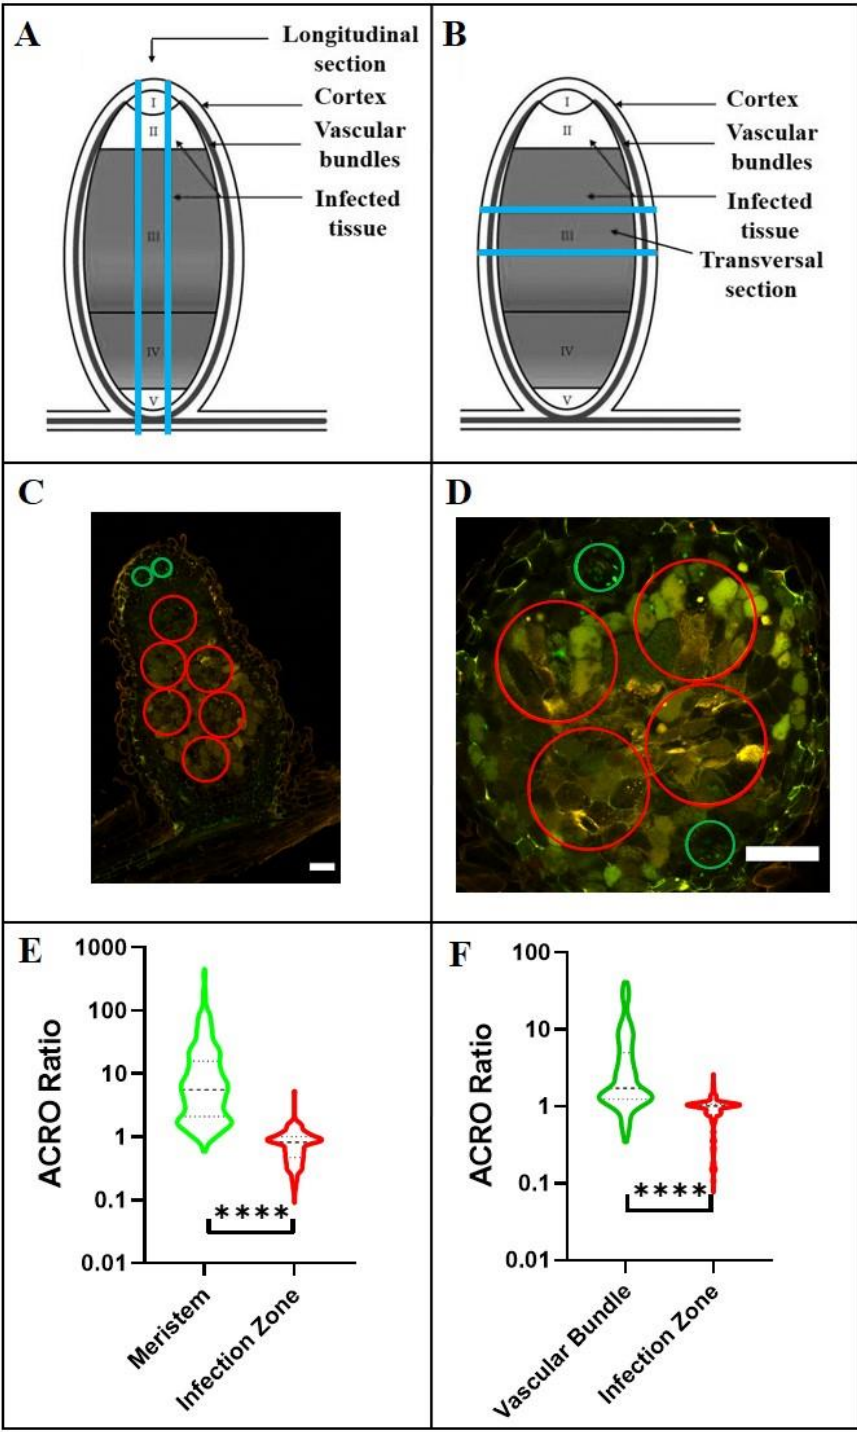 A
Longitudinal
section
Cortex
Vascular
bundles
Infected
tissue
I
II
III
IV
V
B
Cortex
Vascular
bundles
Infected
tissue
Transversal
section
I
II
III
IV
V
C
D
E
ACRO Ratio
1000
100
10
1
0.1
0.01
****
Meristem
Infection Zone
F
ACRO Ratio
100
10
1
0.1
0.01
****
Vascular Bundle
Infection Zone